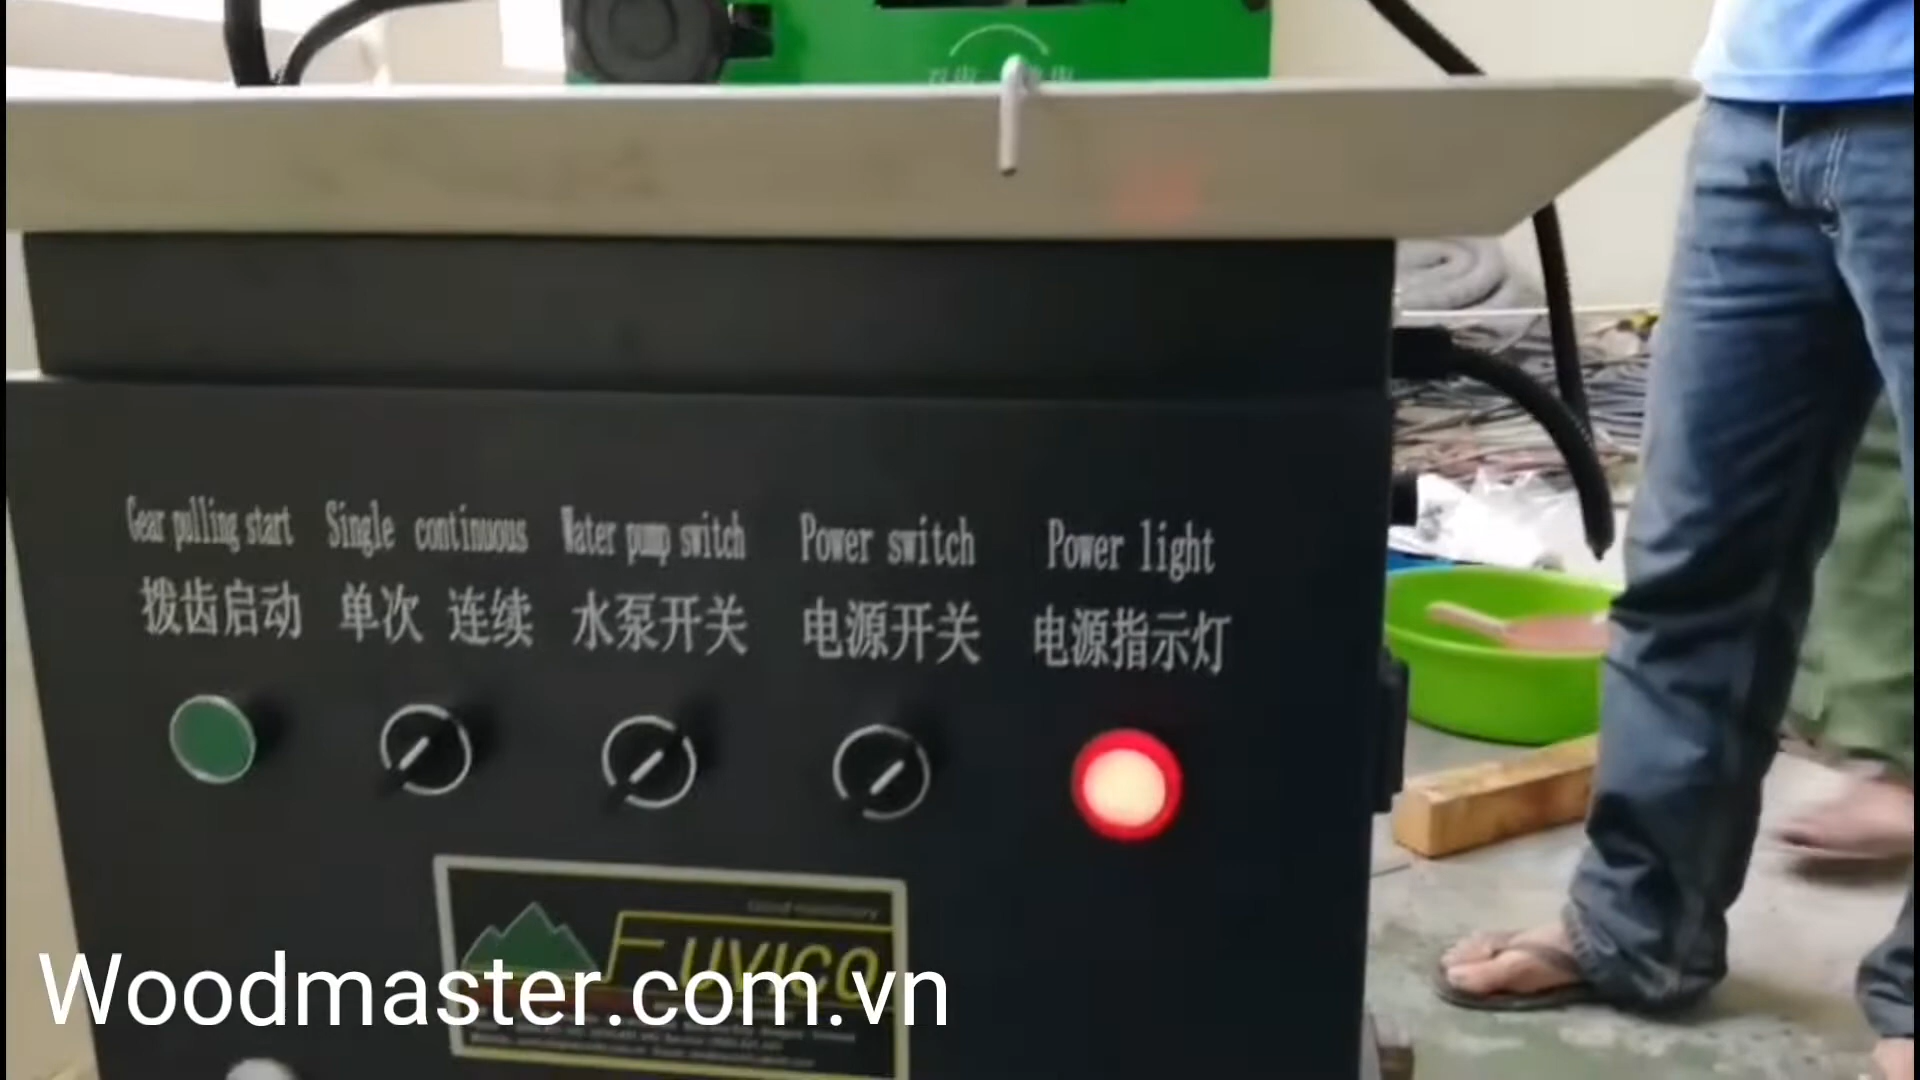 Gear pulling start Single continuous Water pump switch Power switch Power light
拨齿启动 单次 连续 水泵开关 电源开关 电源指示灯
FUVICO
Woodmaster.com.vn